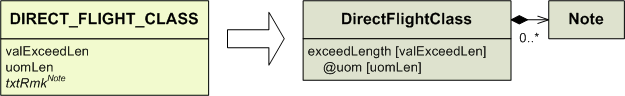 DIRECT_FLIGHT_CLASS
valExceedLen
uomLen
txtRmkNote
DirectFlightClass
exceedLength [valExceedLen]
@uom [uomLen]
0..*
Note